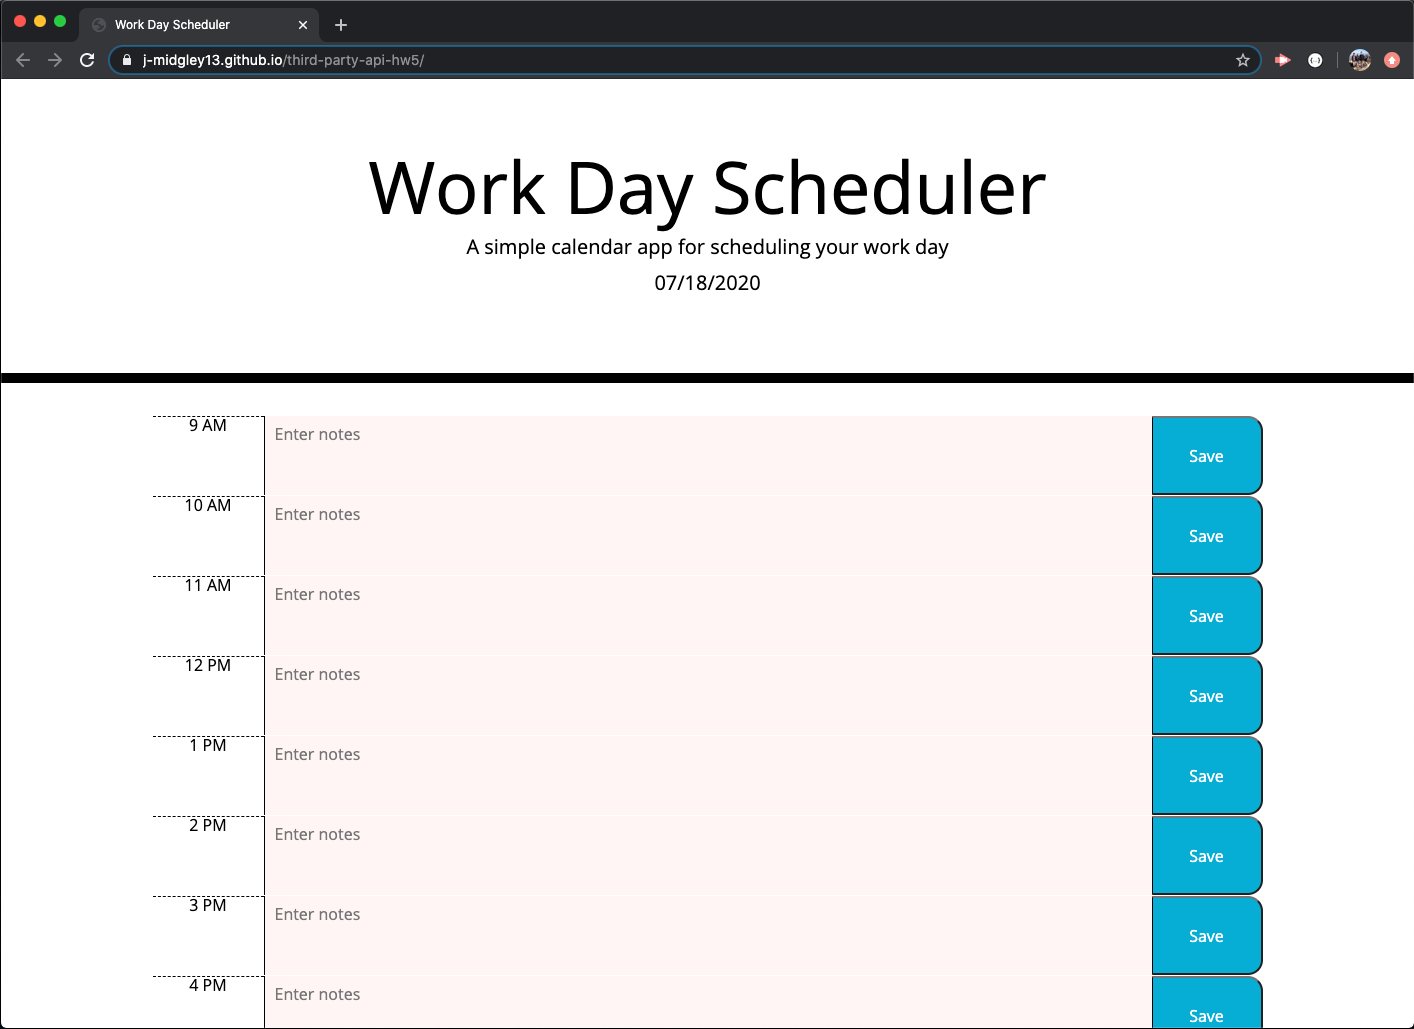 Work Day Scheduler
j-midgley13.github.io/third-party-api-hw5/
Work Day Scheduler
A simple calendar app for scheduling your work day
07/18/2020
9 AM Enter notes Save
10 AM Enter notes Save
11 AM Enter notes Save
12 PM Enter notes Save
1 PM Enter notes Save
2 PM Enter notes Save
3 PM Enter notes Save
4 PM Enter notes Save